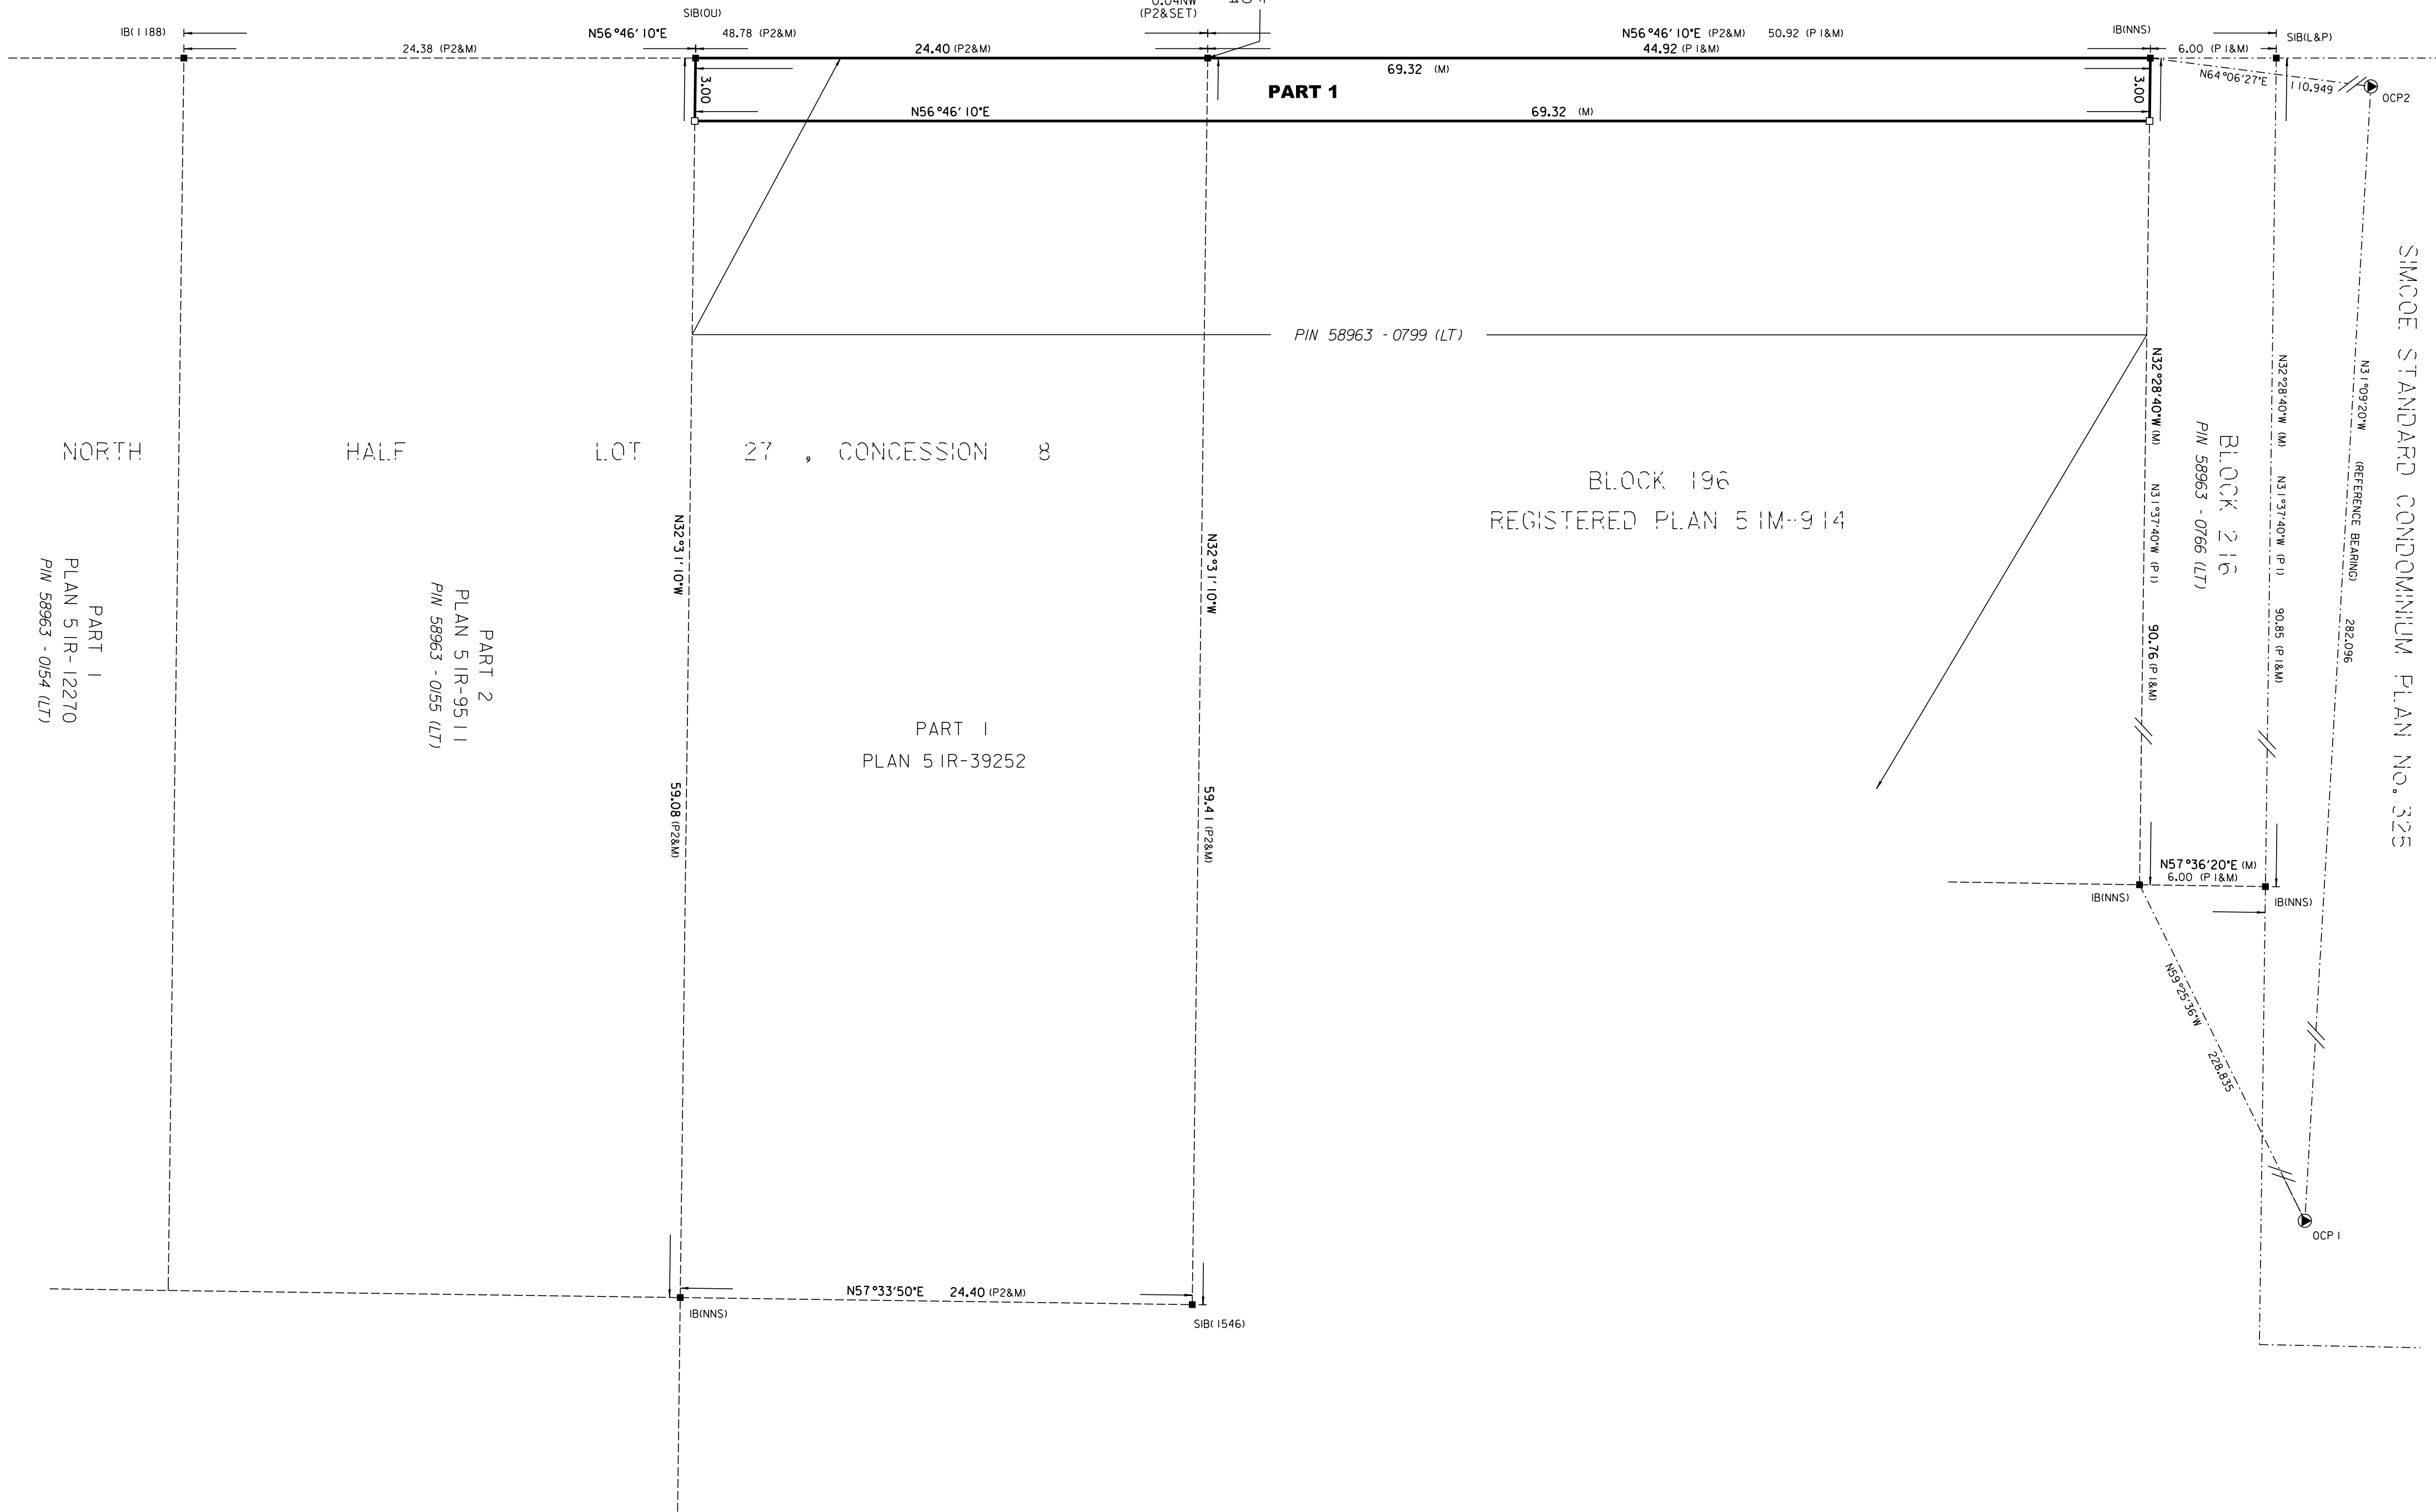 SIB(OU)
0.04NW
(P2&SET)
IB(1188)
N56°46'10"E
48.78 (P2&M)
N56°46'10"E (P2&M) 50.92 (P1&M)
IB(NNS)
SIB(L&P)
24.38 (P2&M)
24.40 (P2&M)
44.92 (P1&M)
6.00 (P1&M)
69.32 (M)
N64°06'27"E 110.949
OCP2
3.00
PART 1
3.00
N56°46'10"E
69.32 (M)
PIN 58963 - 0799 (LT)
NORTH HALF LOT 27 , CONCESSION 8
BLOCK 196
REGISTERED PLAN 51M-914
N32°28'40"W (M) N31°37'40"W (P1) 90.76 (P1&M)
BLOCK 216
PIN 58963 - 0766 (LT)
N32°28'40"W (M) N31°37'40"W (P1) 90.85 (P1&M)
N31°09'20"W (REFERENCE BEARING) 282.096
SIMCOE STANDARD CONDOMINIUM PLAN No. 325
PART 1
PLAN 51R-12270
PIN 58963 - 0154 (LT)
PART 2
PLAN 51R-9511
PIN 58963 - 0155 (LT)
N32°31'10"W
59.08 (P2&M)
PART 1
PLAN 51R-39252
N32°31'10"W
59.41 (P2&M)
N57°36'20"E (M)
6.00 (P1&M)
IB(NNS)
IB(NNS)
N59°25'36"W 228.835
OCP1
N57°33'50"E 24.40 (P2&M)
IB(NNS)
SIB(1546)